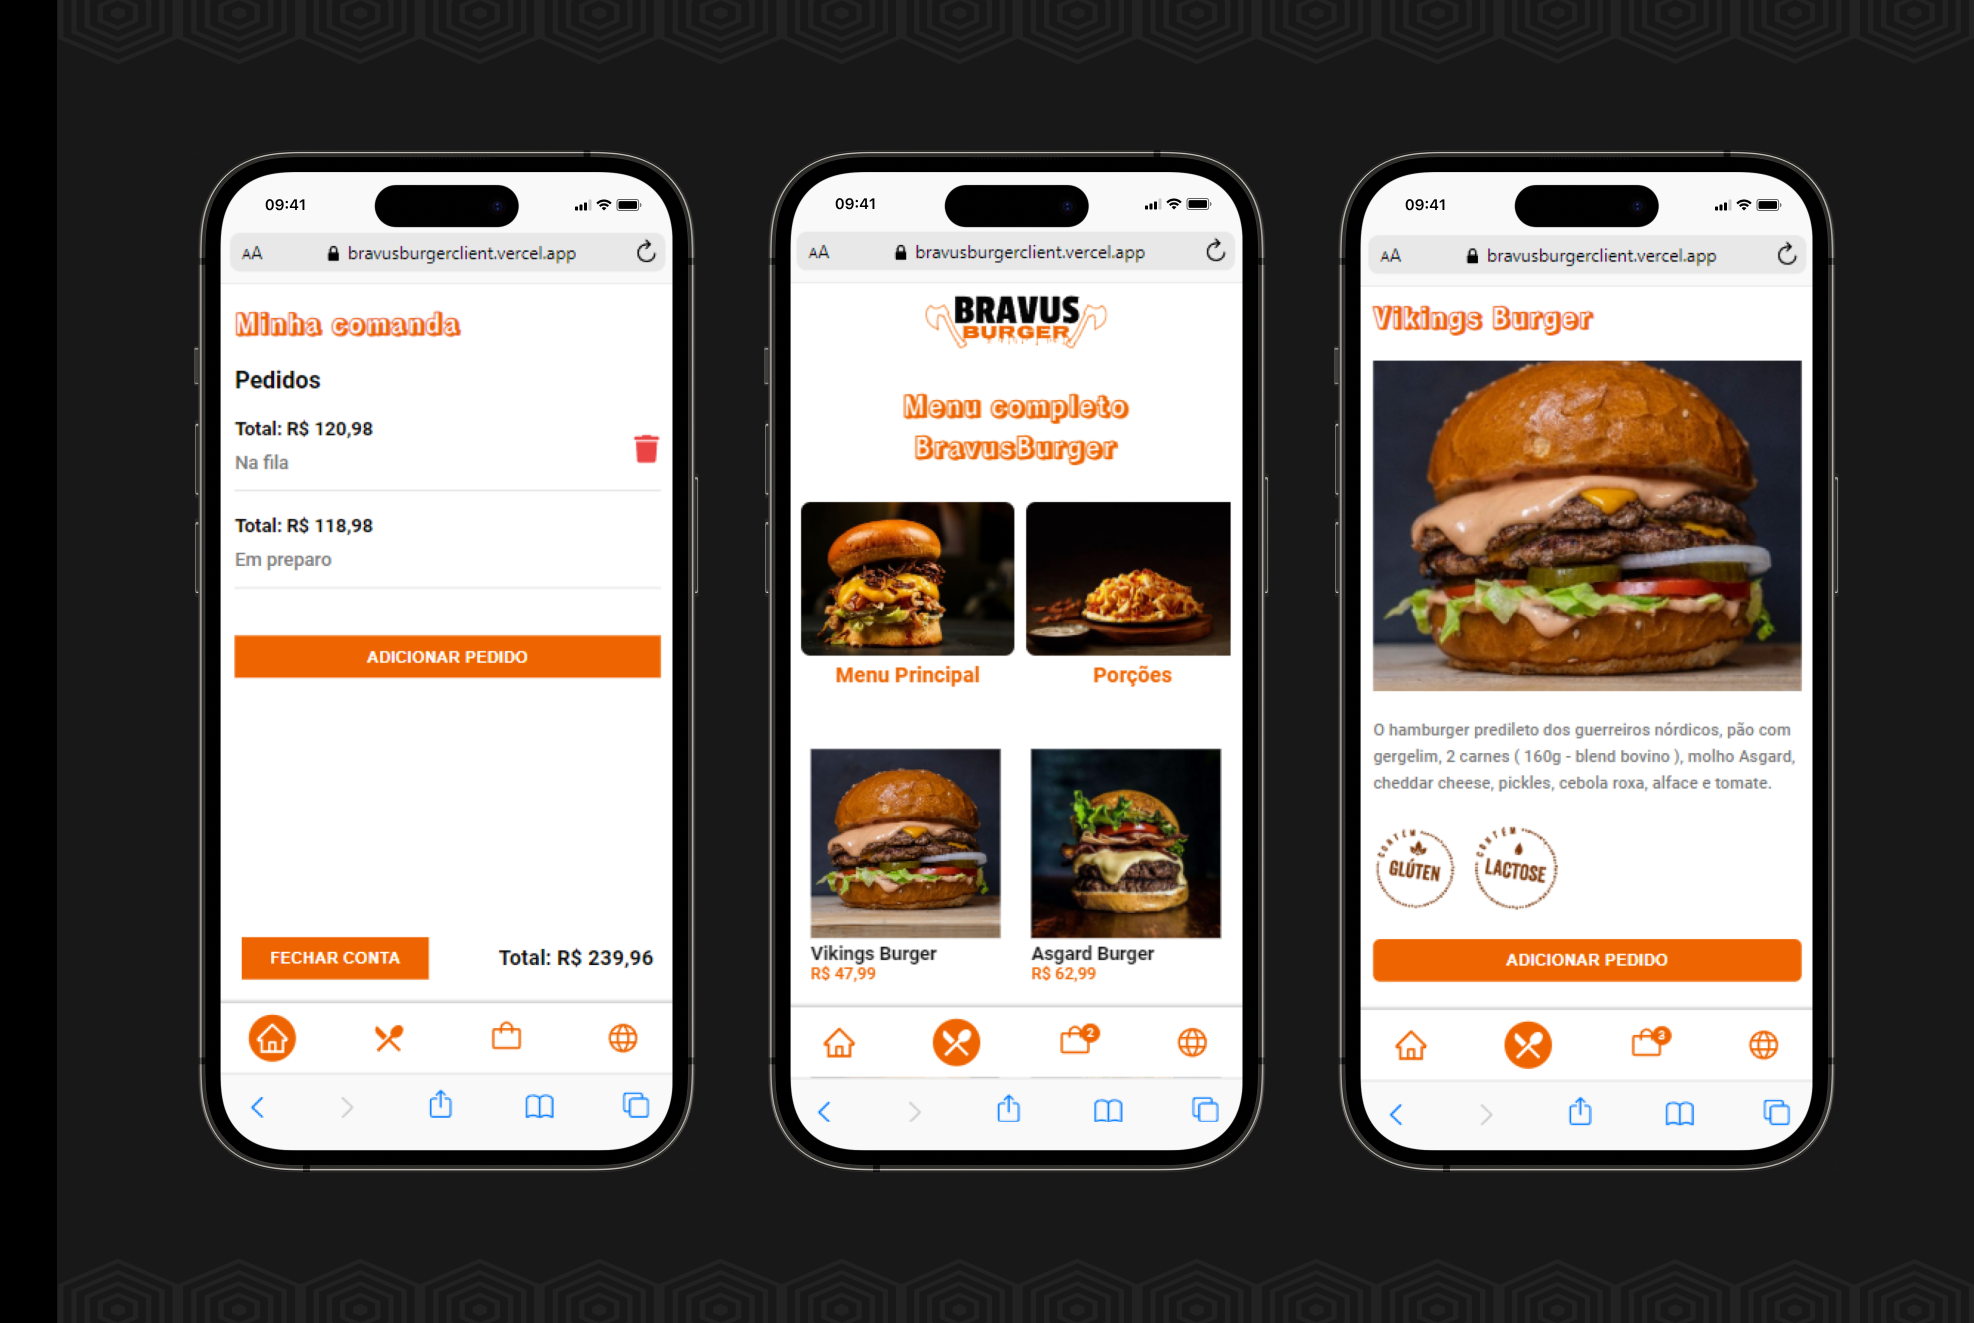 09:41
AA bravusburgerclient.vercel.app
Minha comanda
Pedidos
Total: R$ 120,98
Na fila
Total: R$ 118,98
Em preparo
ADICIONAR PEDIDO
FECHAR CONTA Total: R$ 239,96
09:41
AA bravusburgerclient.vercel.app
BRAVUS
BURGER
Menu completo
BravusBurger
Menu Principal Porções
Vikings Burger Asgard Burger
R$ 47,99 R$ 62,99
2
09:41
AA bravusburgerclient.vercel.app
Vikings Burger
O hamburger predileto dos guerreiros nórdicos, pão com
gergelim, 2 carnes ( 160g - blend bovino ), molho Asgard,
cheddar cheese, pickles, cebola roxa, alface e tomate.
CONTÉM CONTÉM
GLÚTEN LACTOSE
ADICIONAR PEDIDO
3